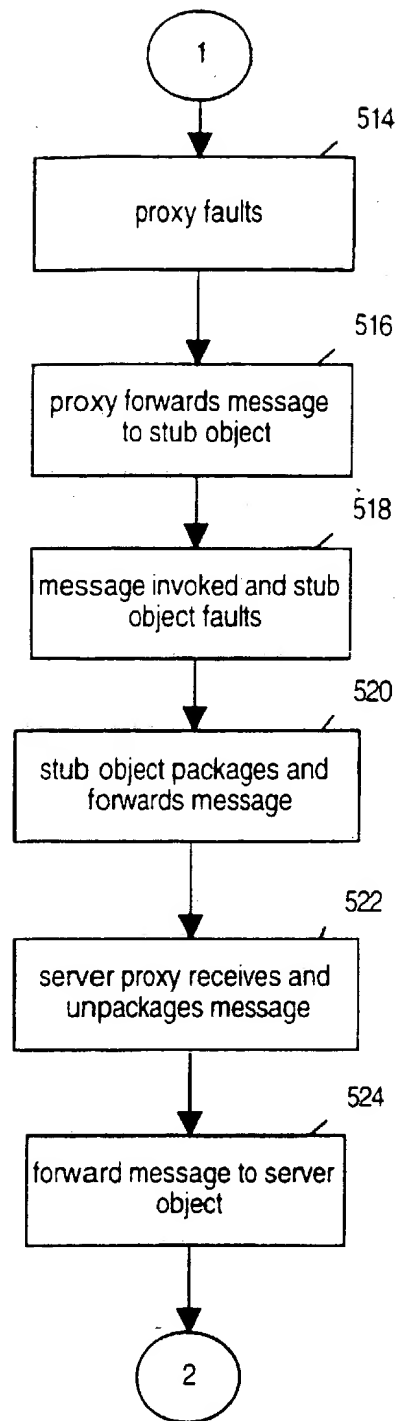 1
514
proxy faults
516
proxy forwards message
to stub object
518
message invoked and stub
object faults
520
stub object packages and
forwards message
522
server proxy receives and
unpackages message
524
forward message to server
object
2